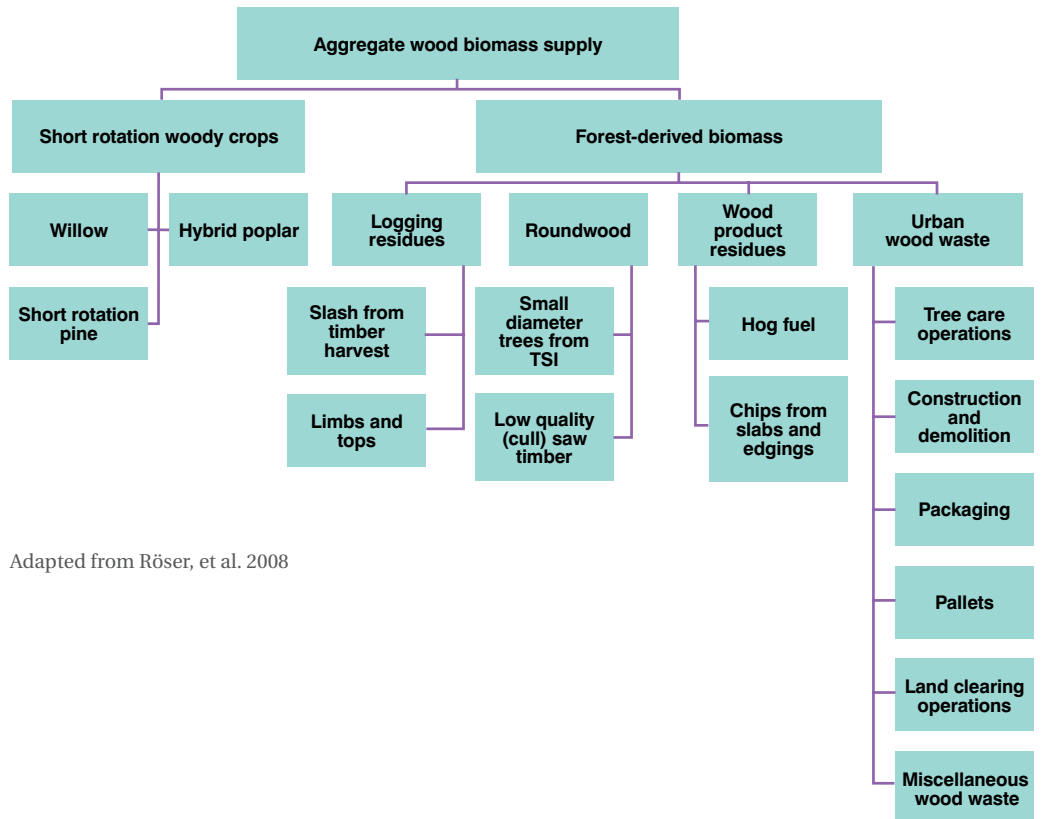 Aggregate wood biomass supply
Short rotation woody crops
Forest-derived biomass
Willow
Hybrid poplar
Short rotation
pine
Logging
residues
Slash from
timber
harvest
Limbs and
tops
Roundwood
Small
diameter
trees from
TSI
Low quality
(cull) saw
timber
Wood
product
residues
Hog fuel
Chips from
slabs and
edgings
Urban
wood waste
Tree care
operations
Construction
and
demolition
Packaging
Pallets
Land clearing
operations
Miscellaneous
wood waste
Adapted from Röser, et al. 2008